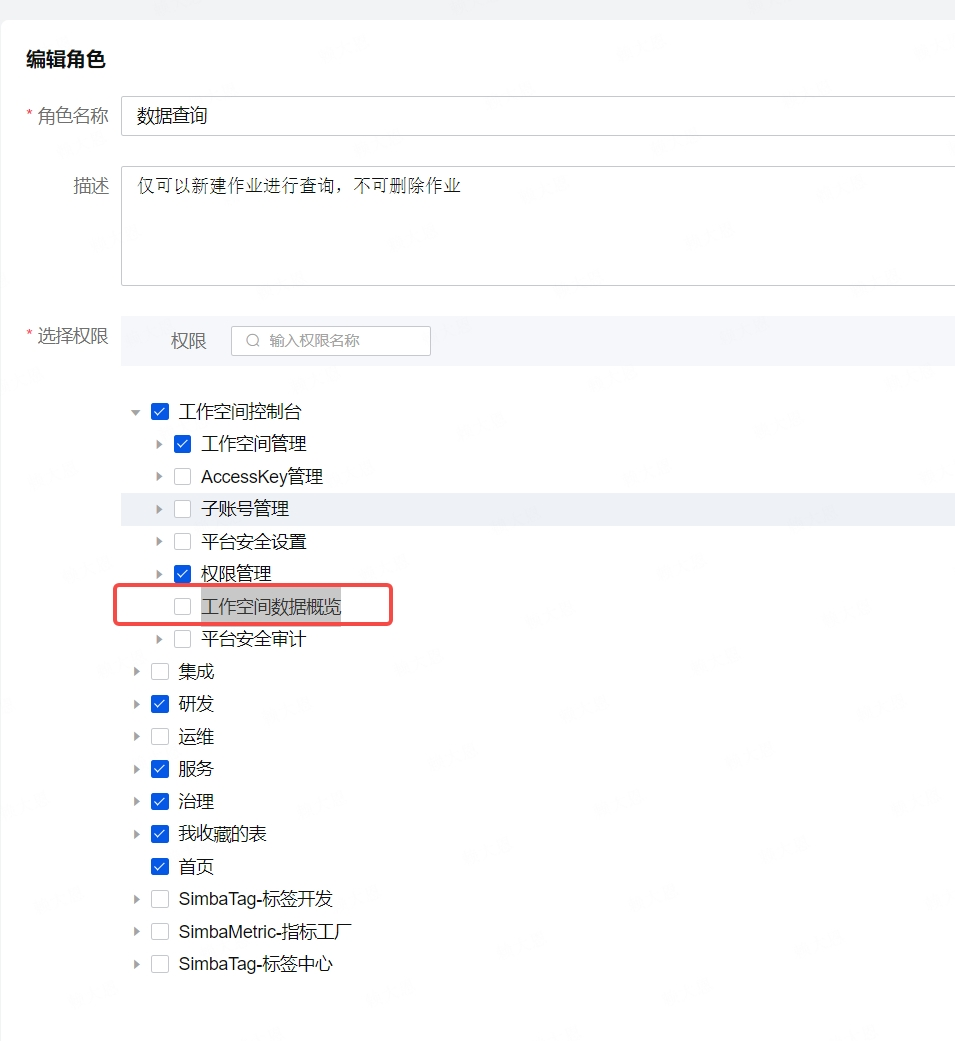 编辑角色
* 角色名称 数据查询
描述 仅可以新建作业进行查询，不可删除作业
* 选择权限 权限 输入权限名称
工作空间控制台
工作空间管理
AccessKey管理
子账号管理
平台安全设置
权限管理
工作空间数据概览
平台安全审计
集成
研发
运维
服务
治理
我收藏的表
首页
SimbaTag-标签开发
SimbaMetric-指标工厂
SimbaTag-标签中心